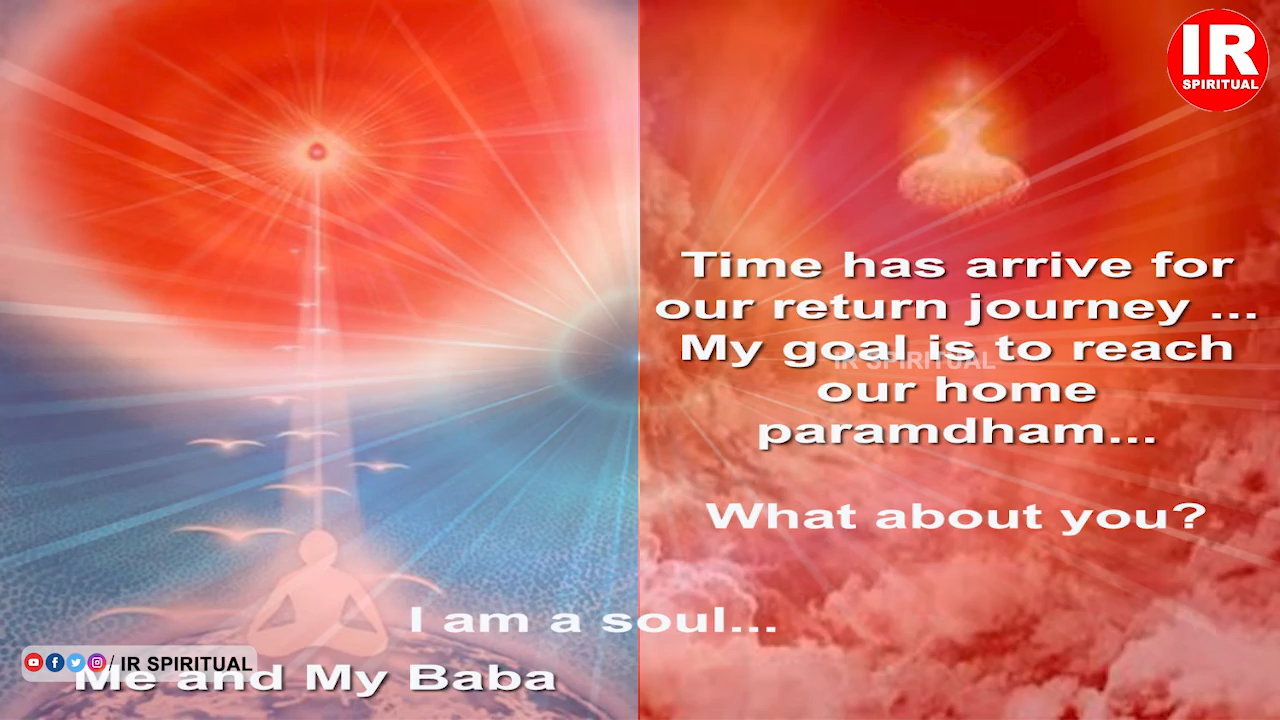 IR
SPIRITUAL
Time has arrive for
our return journey ...
My goal is to reach
IR SPIRITUAL
our home
paramdham...
What about you?
I am a soul...
/ IR SPIRITUAL
Me and My Baba